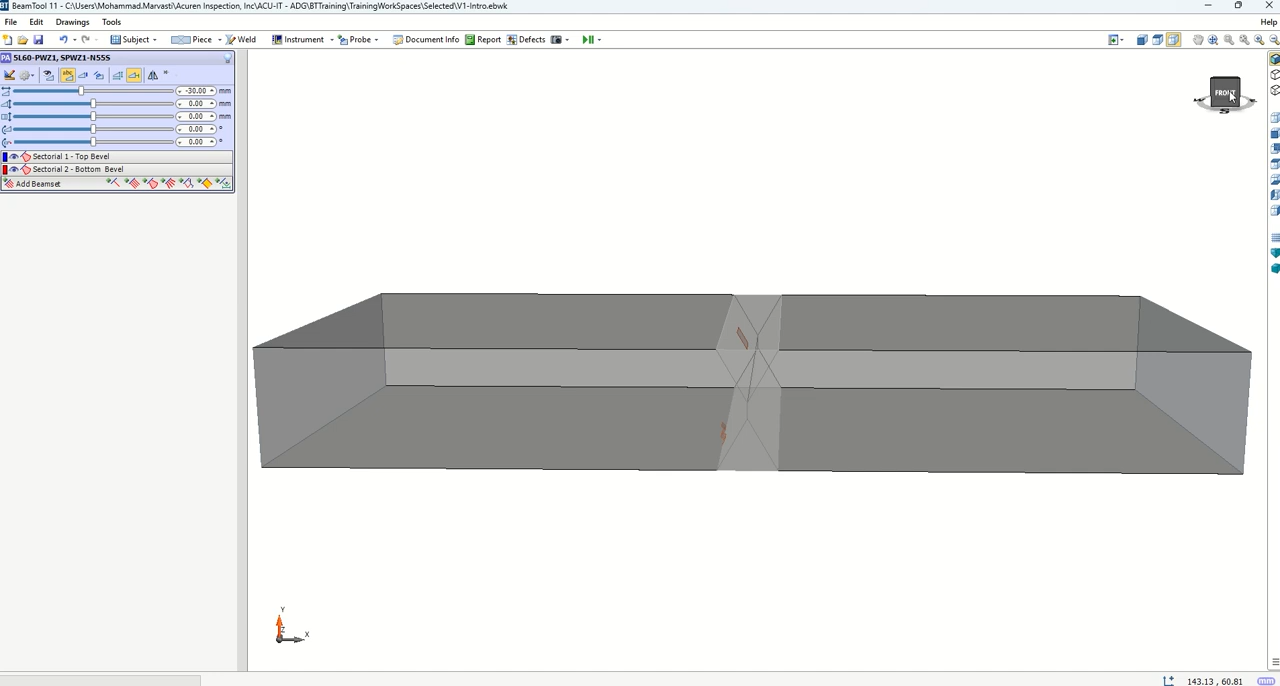 BT BeamTool 11 - C:\Users\Mohammad.Marvasti\Acuren Inspection, Inc\ACU-IT - ADG\BTTraining\TrainingWorkSpaces\Selected\V1-Intro.ebwk
File Edit Drawings Tools Help
Subject Piece Weld Instrument Probe Document Info Report Defects
PA 5L60-PWZ1, SPWZ1-N55S
abc
-30.00 mm
0.00 mm
0.00 mm
0.00 °
0.00 °
Sectorial 1 - Top Bevel
Sectorial 2 - Bottom Bevel
Add Beamset
FRONT
Y
Z
X
143.13 , 60.81 mm